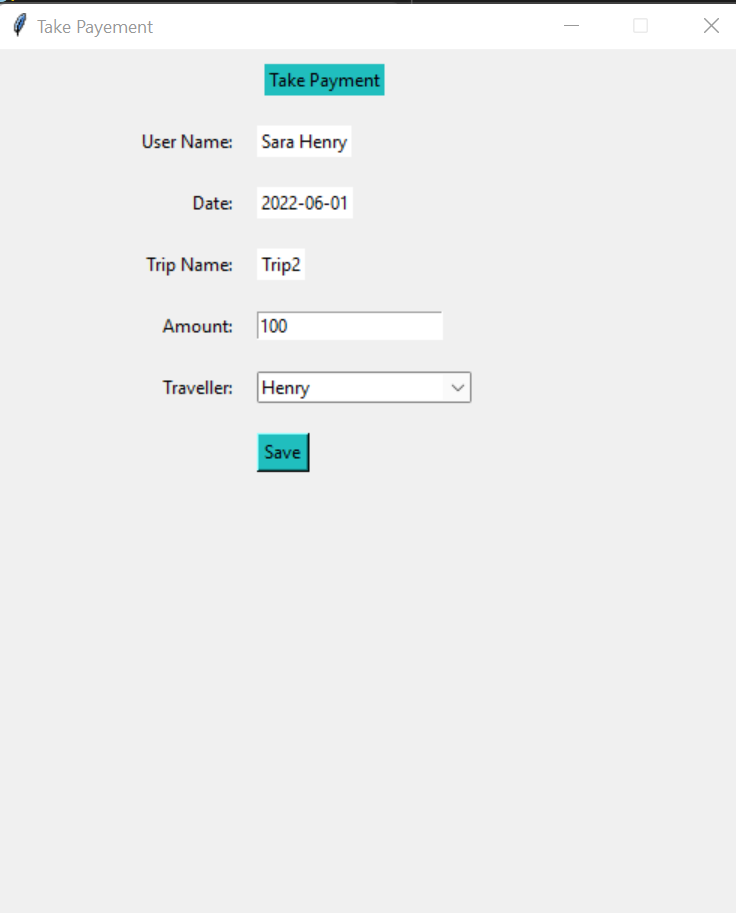 Take Payement
Take Payment
User Name: Sara Henry
Date: 2022-06-01
Trip Name: Trip2
Amount: 100
Traveller: Henry
Save